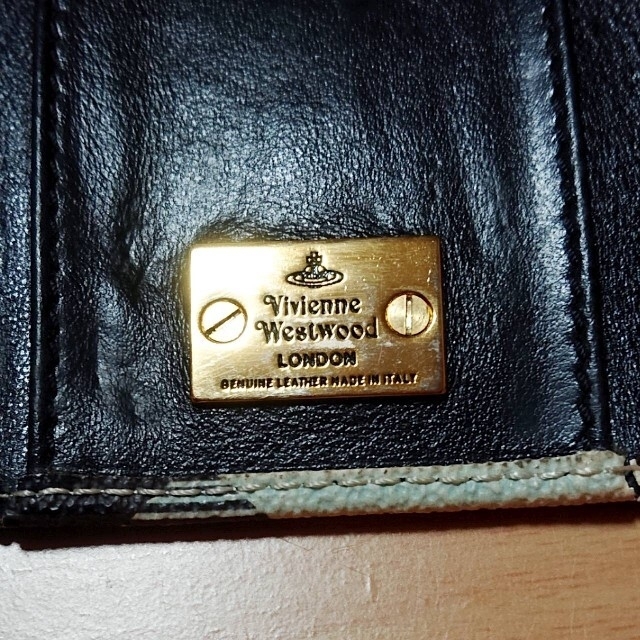 Vivienne
Westwood
LONDON
GENUINE LEATHER MADE IN ITALY